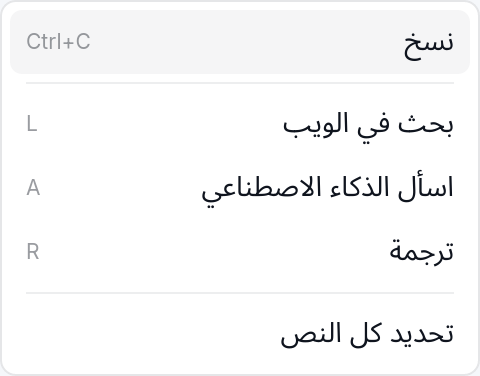 نسخ Ctrl+C
بحث في الويب L
اسأل الذكاء الاصطناعي A
ترجمة R
تحديد كل النص